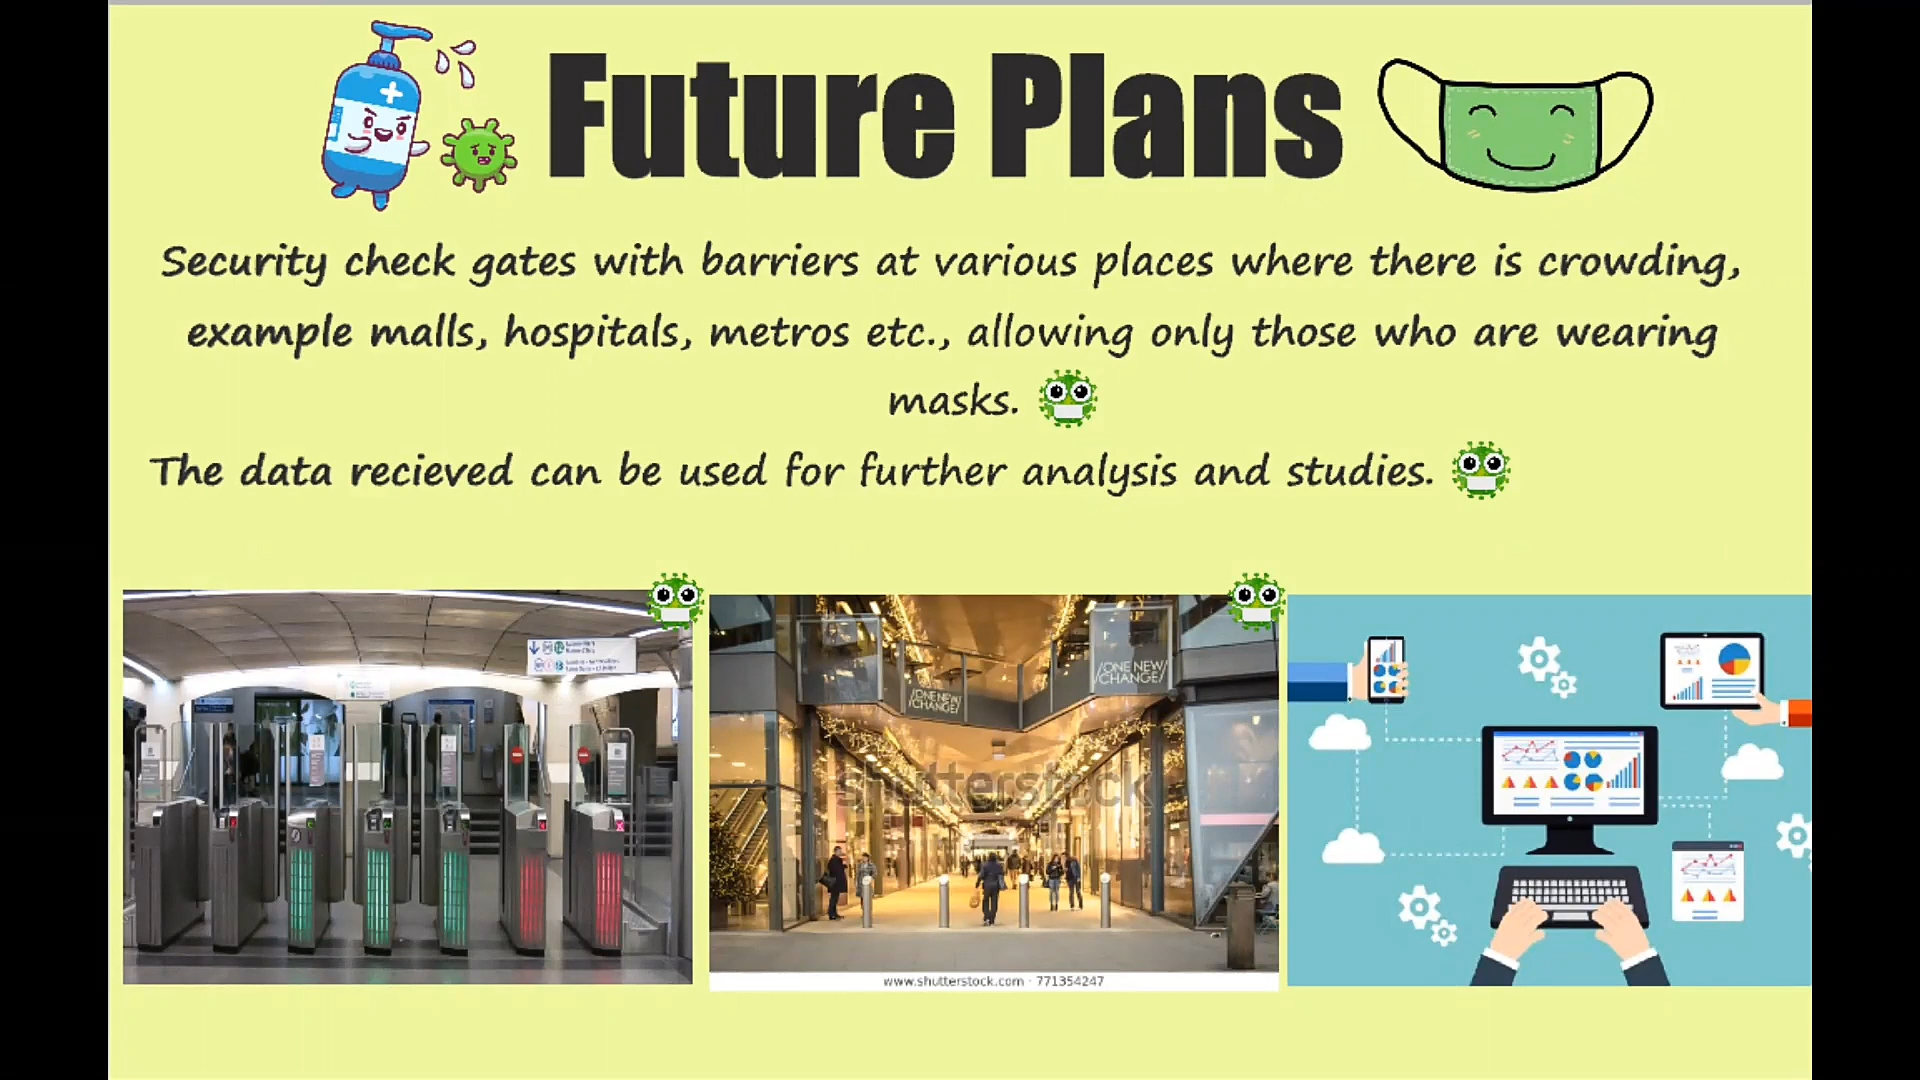 Future Plans
Security check gates with barriers at various places where there is crowding,
example malls, hospitals, metros etc., allowing only those who are wearing
masks.
The data recieved can be used for further analysis and studies.
/ONE NEW/
CHANGE/
/ONE NEW
/CHANGE/
shutterstock
www.shutterstock.com · 771354247